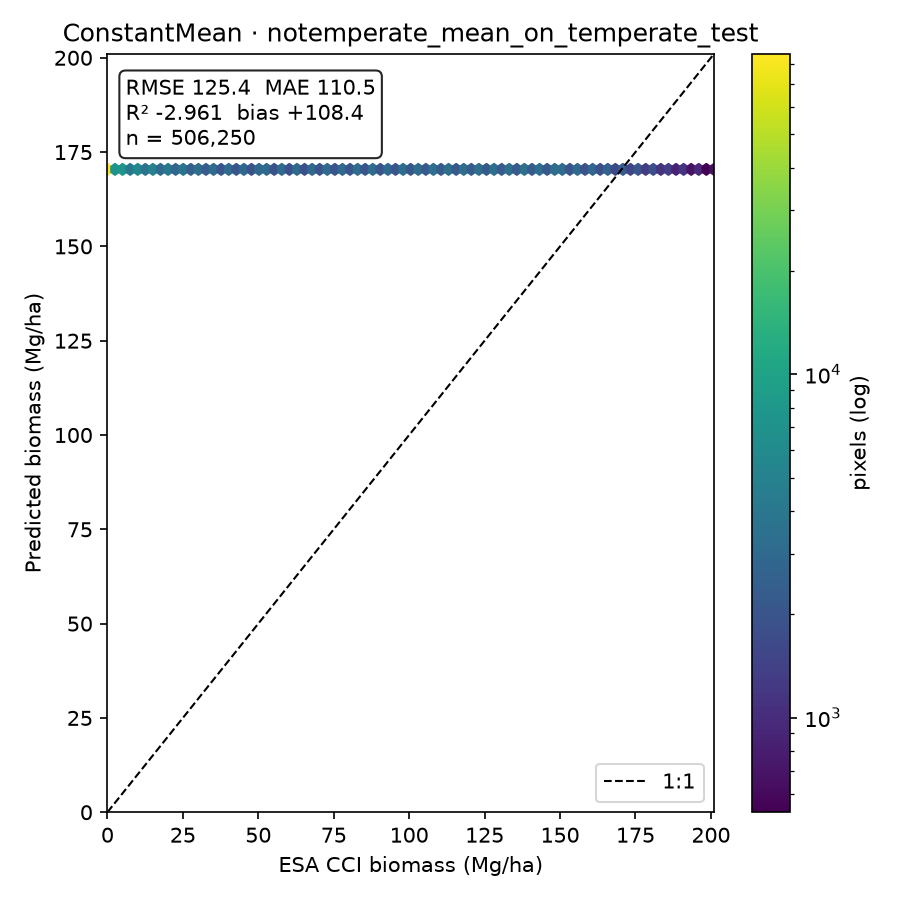 ConstantMean · notemperate_mean_on_temperate_test
RMSE 125.4  MAE 110.5
R² -2.961  bias +108.4
n = 506,250
200
175
150
125
100
75
50
25
0
Predicted biomass (Mg/ha)
0 25 50 75 100 125 150 175 200
ESA CCI biomass (Mg/ha)
1:1
10⁴
10³
pixels (log)